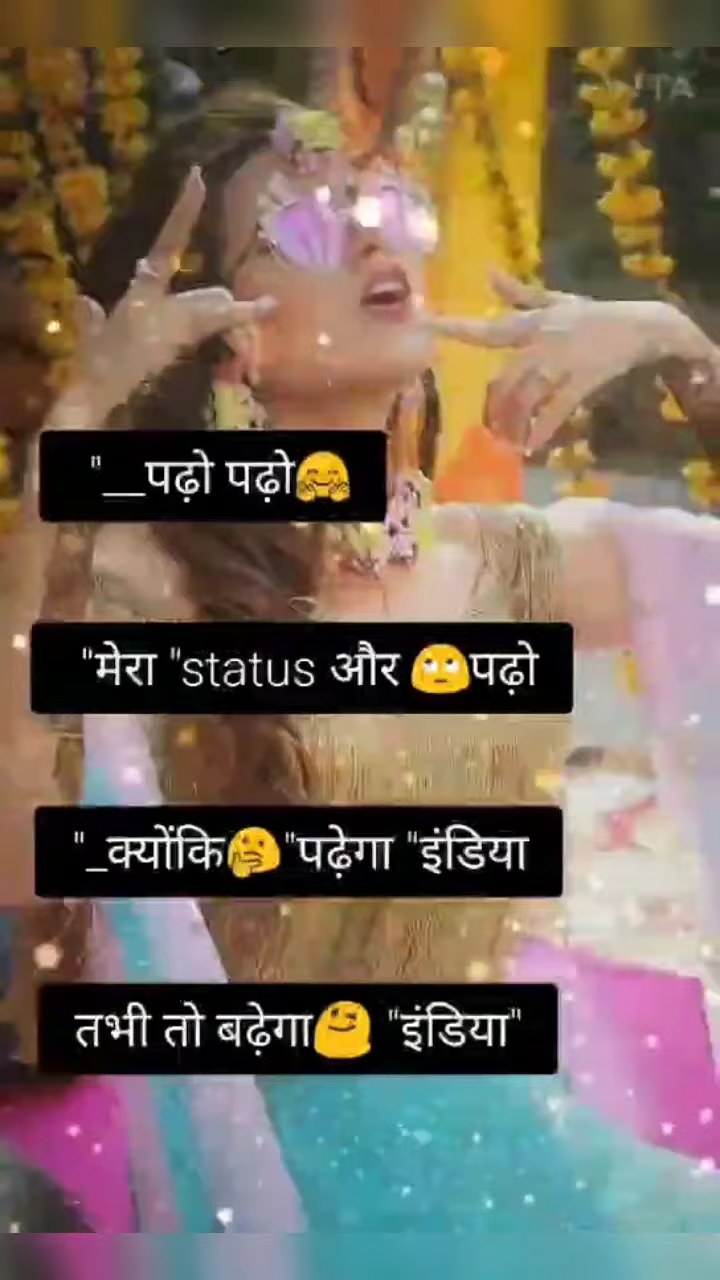 "__पढ़ो पढ़ो🤗
"मेरा "status और 🙄पढ़ो
"_क्योंकि🤔"पढ़ेगा "इंडिया
तभी तो बढ़ेगा😅 "इंडिया"